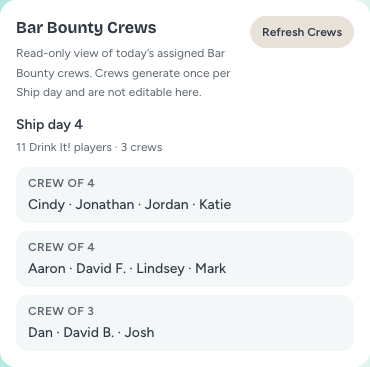 Bar Bounty Crews
Refresh Crews
Read-only view of today’s assigned Bar
Bounty crews. Crews generate once per
Ship day and are not editable here.
Ship day 4
11 Drink It! players · 3 crews
CREW OF 4
Cindy · Jonathan · Jordan · Katie
CREW OF 4
Aaron · David F. · Lindsey · Mark
CREW OF 3
Dan · David B. · Josh